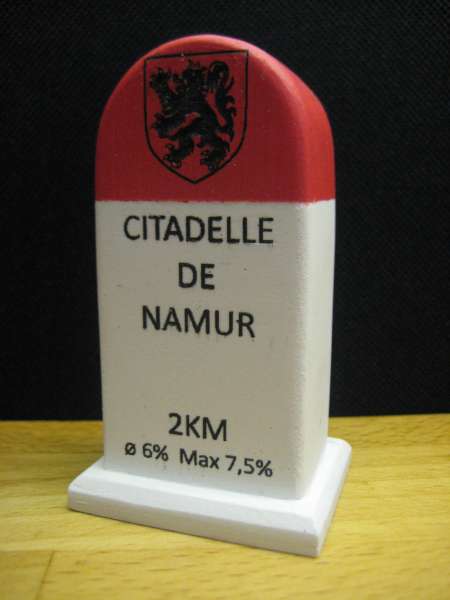 CITADELLE
DE
NAMUR
2KM
ø 6% Max 7,5%